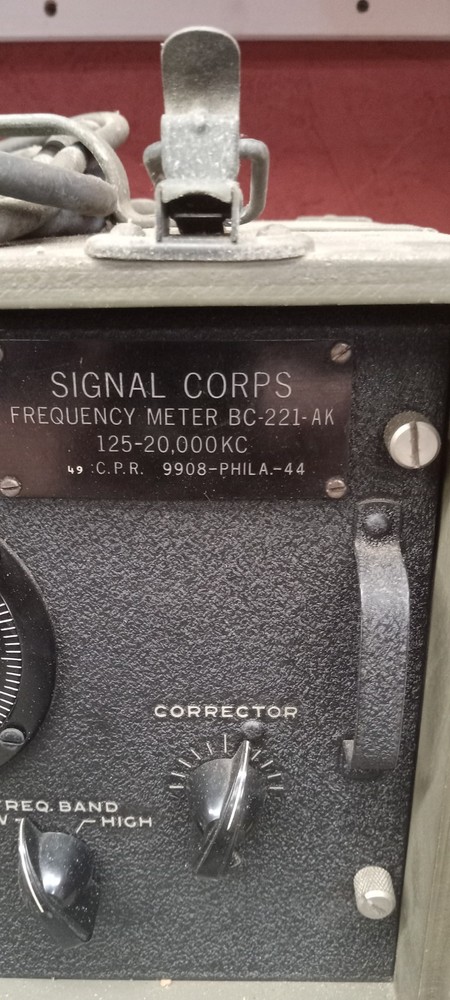 SIGNAL CORPS
FREQUENCY METER BC-221-AK
125-20,000KC
49 :C.P.R. 9908-PHILA.-44
CORRECTOR
FREQ. BAND
HIGH